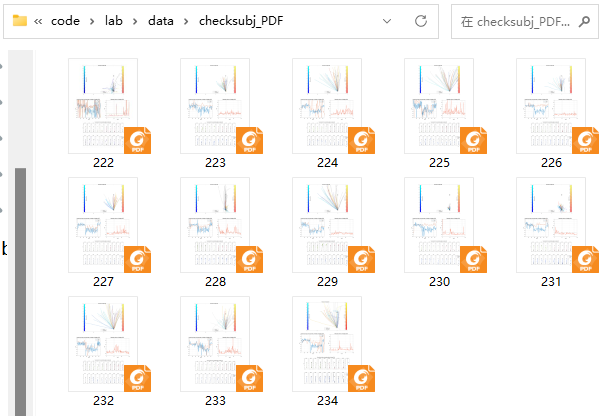 « code › lab › data › checksubj_PDF
在 checksubj_PDF...
222 223 224 225 226
227 228 229 230 231
232 233 234